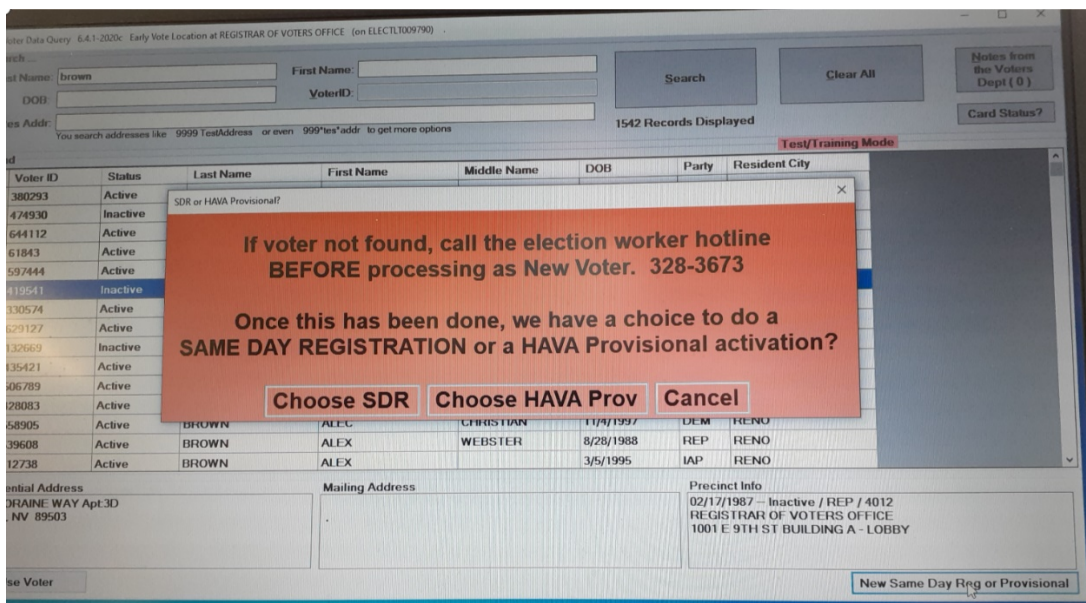 oter Data Query 6.4.1-2020c Early Vote Location at REGISTRAR OF VOTERS OFFICE (on ELECTLT009790)
Name: brown
First Name:
Search
Clear All
Notes from
the Voters
Dept ( 0 )
DOB:
VoterID:
Addr:
You search addresses like 9999 TestAddress or even 999*tes*addr to get more options
1542 Records Displayed
Card Status?
Test/Training Mode
Voter ID Status Last Name First Name Middle Name DOB Party Resident City
380293 Active
474930 Inactive
644112 Active
61843 Active
597444 Active
419541 Inactive
330574 Active
629127 Active
132669 Inactive
135421 Active
06789 Active
28083 Active
58905 Active BROWN ALEC CHRISTIAN 11/4/1997 DEM RENO
39608 Active BROWN ALEX WEBSTER 8/28/1988 REP RENO
12738 Active BROWN ALEX 3/5/1995 IAP RENO
SDR or HAVA Provisional?
If voter not found, call the election worker hotline
BEFORE processing as New Voter. 328-3673
Once this has been done, we have a choice to do a
SAME DAY REGISTRATION or a HAVA Provisional activation?
Choose SDR Choose HAVA Prov Cancel
ential Address
ORAINE WAY Apt 3D
NV 89503
Mailing Address
Precinct Info
02/17/1987 -- Inactive / REP / 4012
REGISTRAR OF VOTERS OFFICE
1001 E 9TH ST BUILDING A - LOBBY
se Voter
New Same Day Reg or Provisional